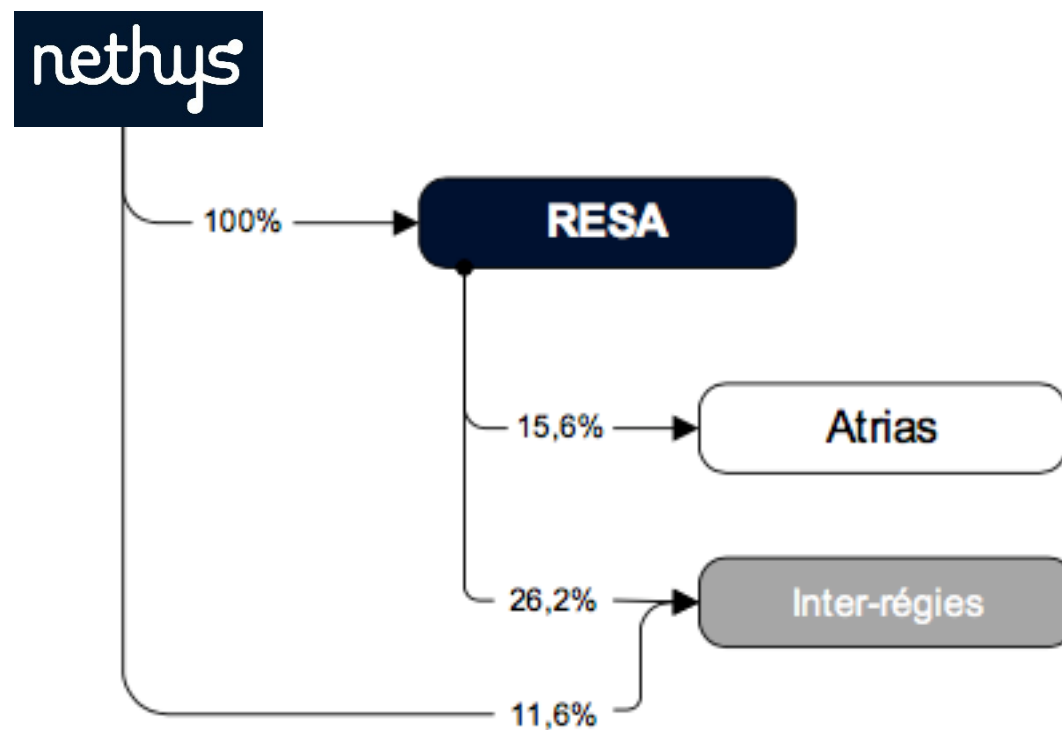 nethys
100%
RESA
15,6%
Atrias
26,2%
Inter-régies
11,6%